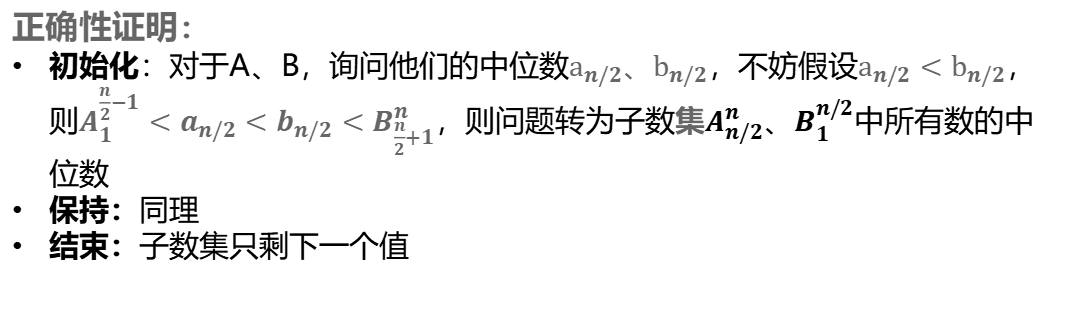 正确性证明：
• 初始化：对于A、B，询问他们的中位数a_{n/2}、b_{n/2}，不妨假设a_{n/2} < b_{n/2}，
则A_1^{\frac{n}{2}-1} < a_{n/2} < b_{n/2} < B_{\frac{n}{2}+1}^{n}，则问题转为子数集A_{n/2}^{n}、B_1^{n/2}中所有数的中
位数
• 保持：同理
• 结束：子数集只剩下一个值